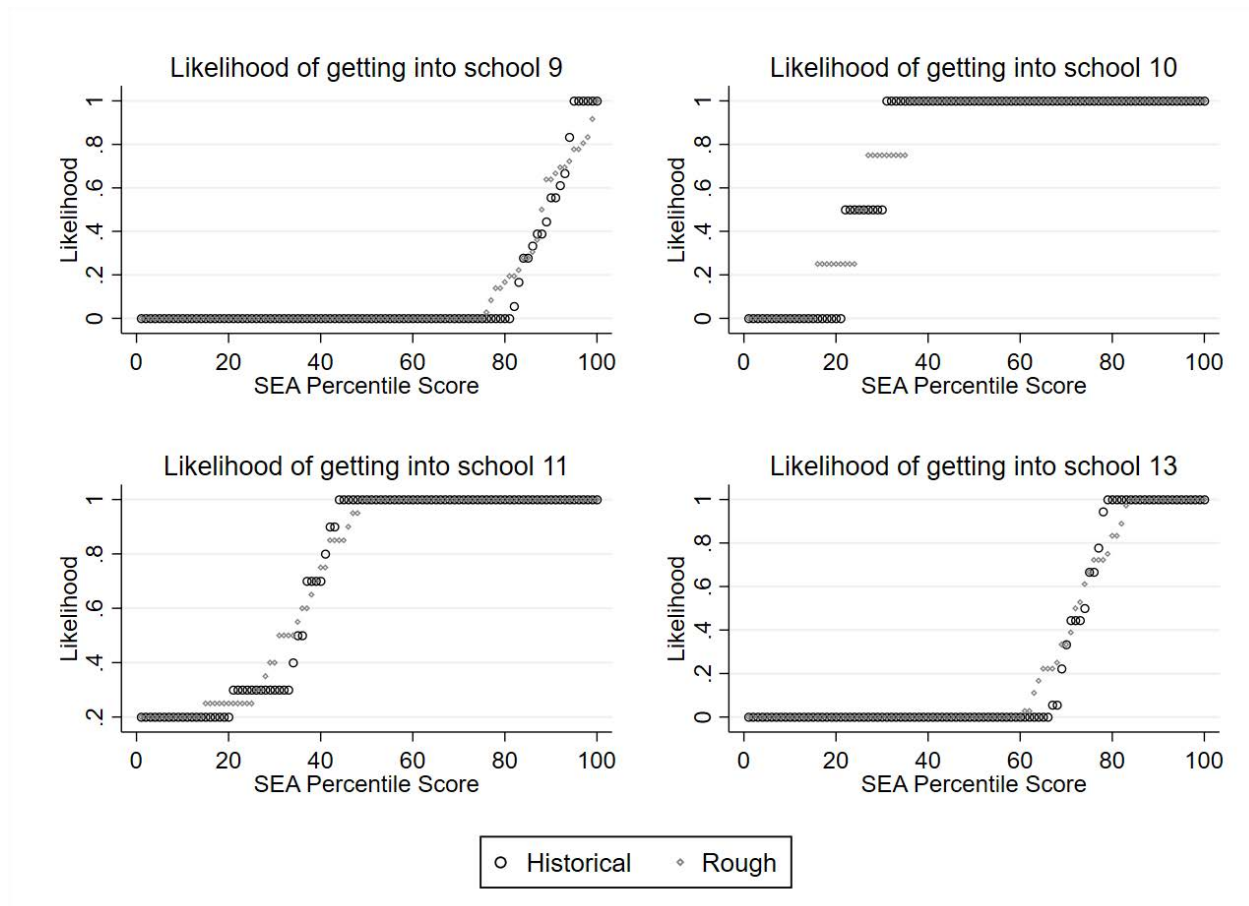 Likelihood of getting into school 9
Likelihood
0 .2 .4 .6 .8 1
0 20 40 60 80 100
SEA Percentile Score
Likelihood of getting into school 10
Likelihood
0 .2 .4 .6 .8 1
0 20 40 60 80 100
SEA Percentile Score
Likelihood of getting into school 11
Likelihood
.2 .4 .6 .8 1
0 20 40 60 80 100
SEA Percentile Score
Likelihood of getting into school 13
Likelihood
0 .2 .4 .6 .8 1
0 20 40 60 80 100
SEA Percentile Score
Historical Rough